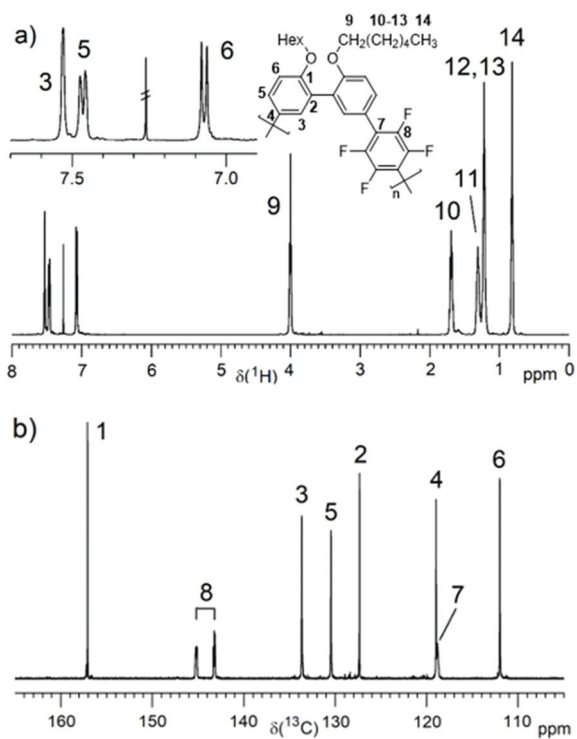 a)
9 10-13 14
Hex OCH₂(CH₂)₄CH₃
O
6 1
5 2
4 3
7 F
8
F F
F
n
3 5 6
7.5 7.0
9 10 11 12,13 14
8 7 6 5 4 3 2 1 0
δ(¹H) ppm
b)
1 8 3 5 2 4 7 6
160 150 140 130 120 110
δ(¹³C) ppm